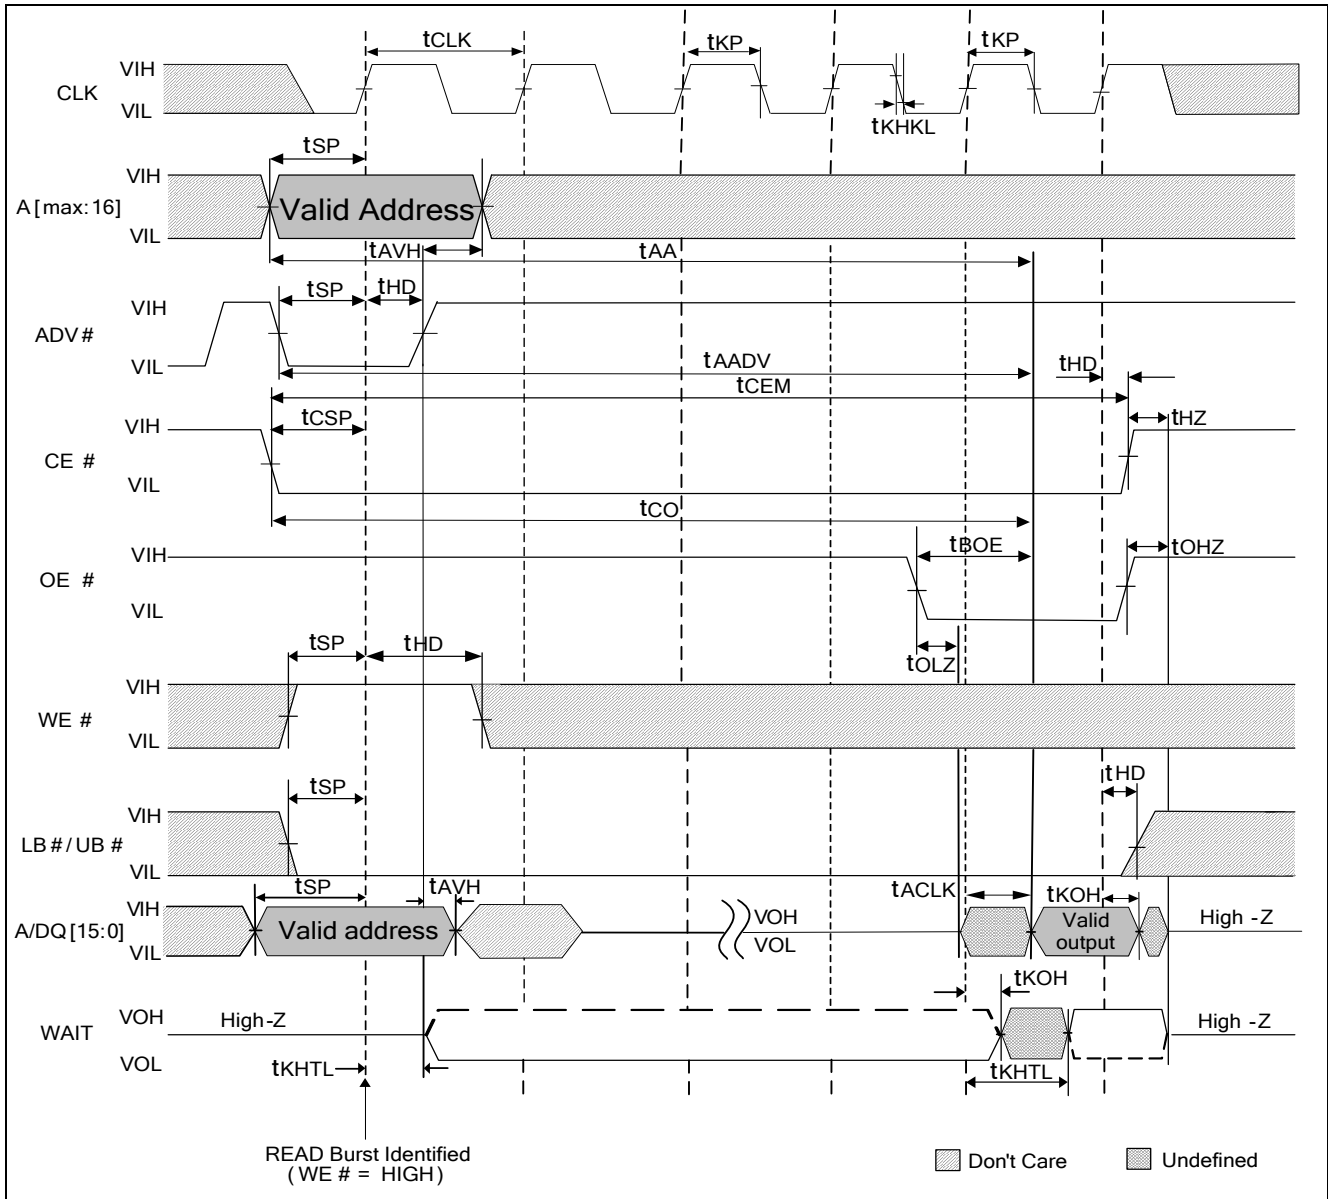 tCLK
tKP
tKP
VIH
CLK
VIL
tKHKL
tSP
VIH
A[max:16]
Valid Address
VIL
tAVH
tAA
tSP
tHD
VIH
ADV#
VIL
tAADV
tHD
tCEM
tCSP
tHZ
VIH
CE #
VIL
tCO
VIH
tBOE
tOHZ
OE #
VIL
tSP
tHD
tOLZ
VIH
WE #
VIL
tHD
tSP
VIH
LB#/UB #
VIL
tSP
tAVH
tACLK
tKOH
VIH
A/DQ[15:0]
Valid address
VOH
VOL
Valid
output
High -Z
VIL
tKOH
VOH
High-Z
High -Z
WAIT
VOL
tKHTL
tKHTL
READ Burst Identified
(WE # = HIGH)
Don't Care
Undefined